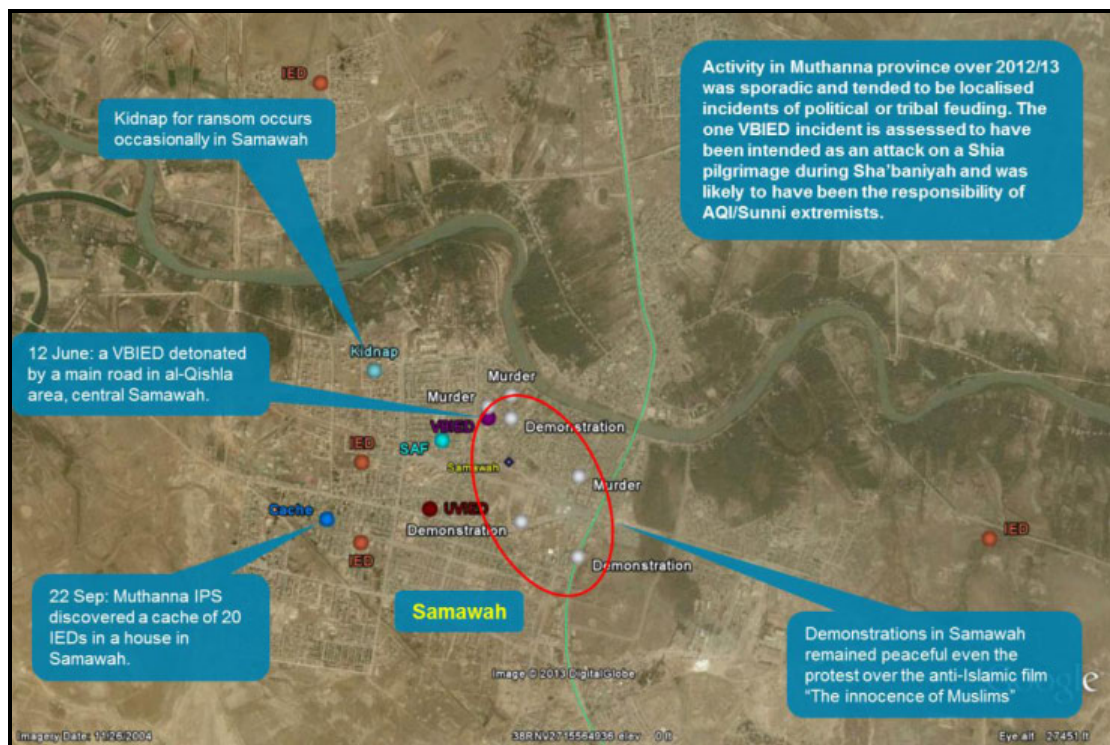 IED
Activity in Muthanna province over 2012/13
was sporadic and tended to be localised
incidents of political or tribal feuding. The
one VBIED incident is assessed to have
been intended as an attack on a Shia
pilgrimage during Sha'baniyah and was
likely to have been the responsibility of
AQI/Sunni extremists.
Kidnap for ransom occurs
occasionally in Samawah
12 June: a VBIED detonated
by a main road in al-Qishla
area, central Samawah.
Kidnap
Murder
Murder
VBIED
Demonstration
SAF
IED
Samawah
Murder
Cache
UVIED
Demonstration
IED
IED
Demonstration
22 Sep: Muthanna IPS
discovered a cache of 20
IEDs in a house in
Samawah.
Samawah
Demonstrations in Samawah
remained peaceful even the
protest over the anti-Islamic film
"The innocence of Muslims"
Image © 2013 DigitalGlobe
Imagery Date: 11/26/2004
38RNV2715564936 elev 0 ft
Eye alt 27451 ft